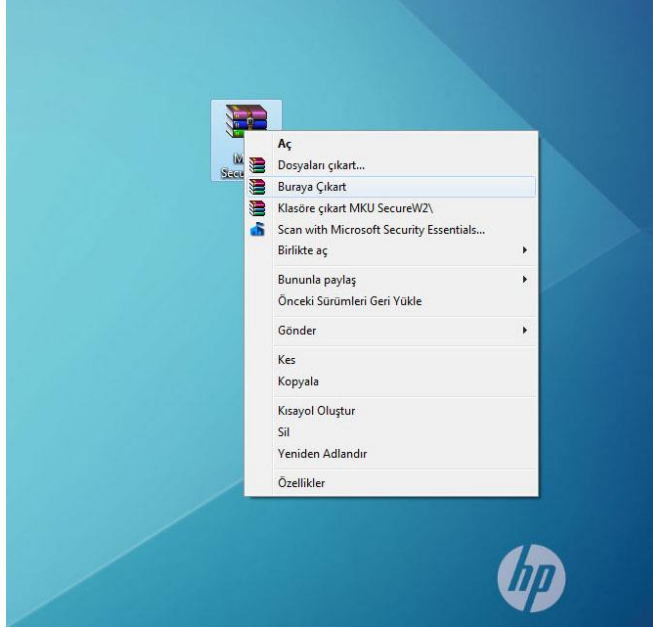 Aç
Dosyaları çıkart...
Buraya Çıkart
Klasöre çıkart MKU SecureW2\
Scan with Microsoft Security Essentials...
Birlikte aç
Bununla paylaş
Önceki Sürümleri Geri Yükle
Gönder
Kes
Kopyala
Kısayol Oluştur
Sil
Yeniden Adlandır
Özellikler
hp